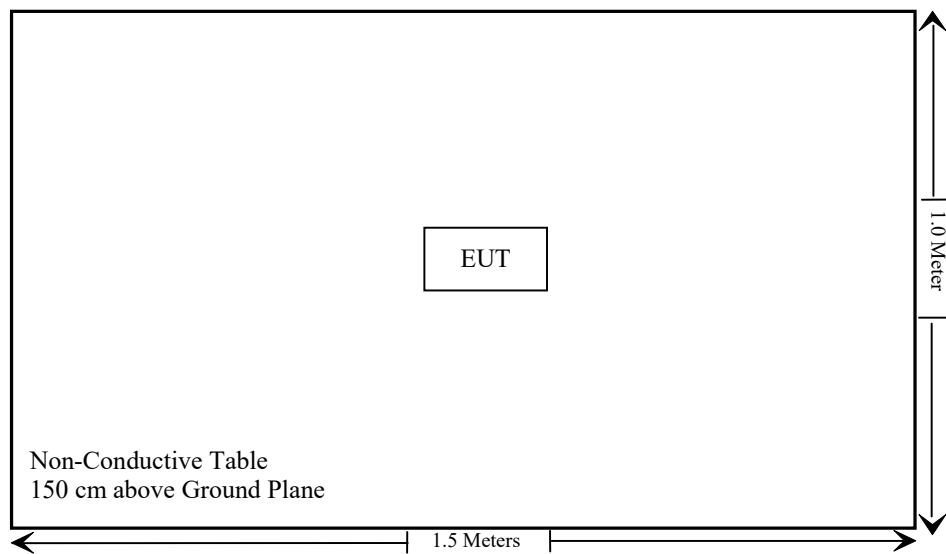 EUT
1.0 Meter
Non-Conductive Table
150 cm above Ground Plane
1.5 Meters